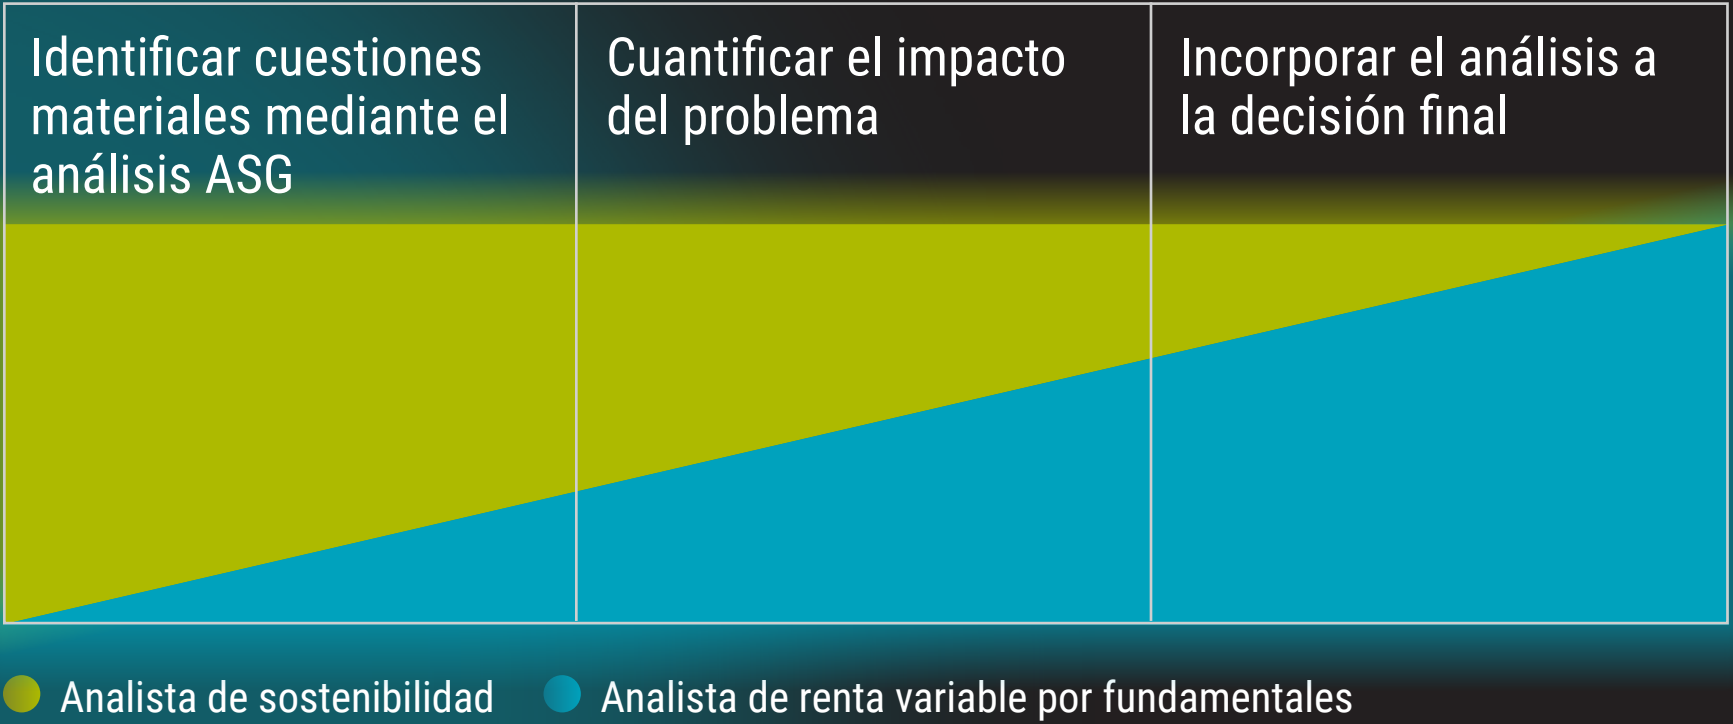 Identificar cuestiones
materiales mediante el
análisis ASG
Cuantificar el impacto
del problema
Incorporar el análisis a
la decisión final
Analista de sostenibilidad
Analista de renta variable por fundamentales